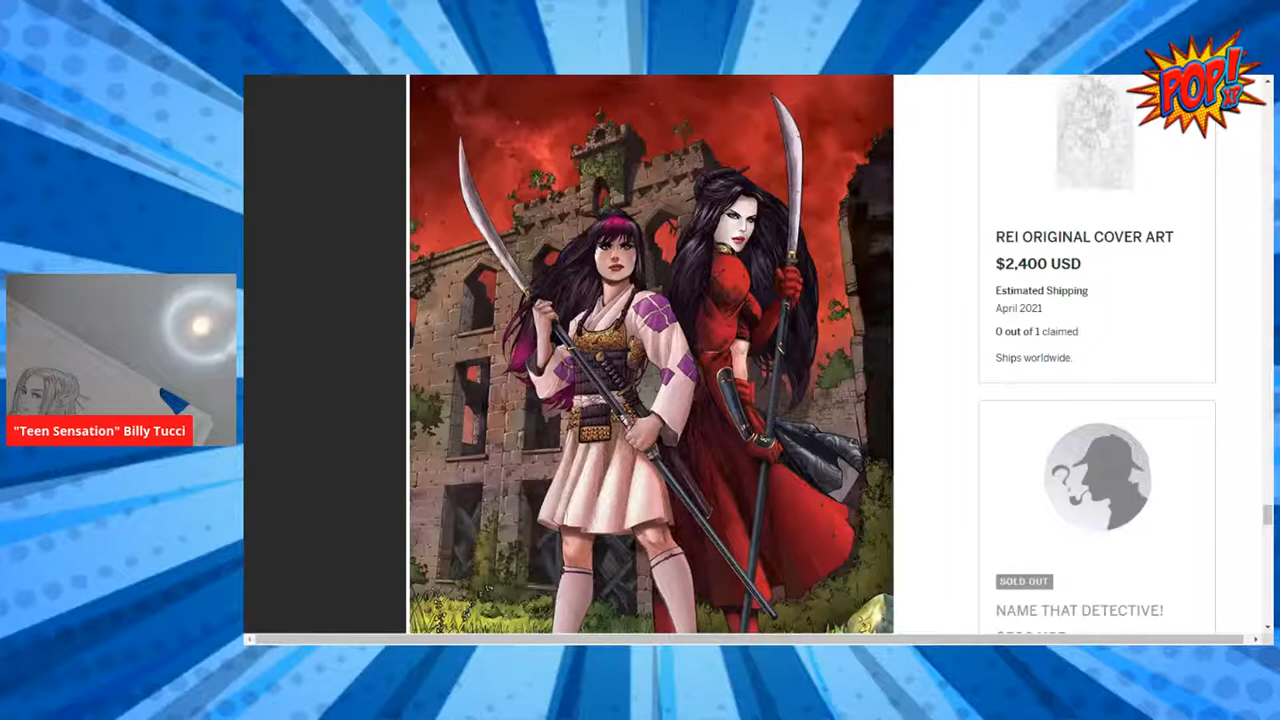 POP!
XP
REI ORIGINAL COVER ART
$2,400 USD
Estimated Shipping
April 2021
0 out of 1 claimed
Ships worldwide.
?
SOLD OUT
NAME THAT DETECTIVE!
"Teen Sensation" Billy Tucci